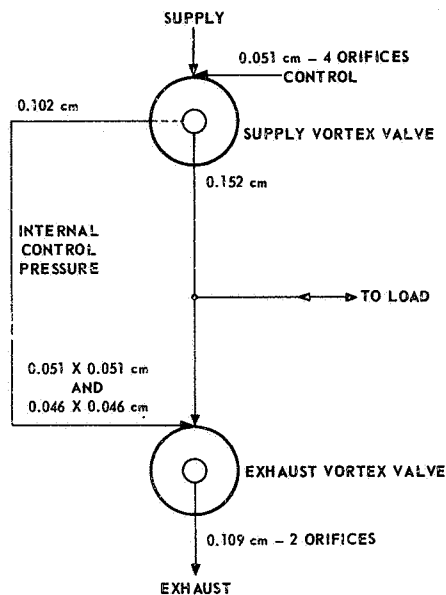 SUPPLY
0.051 cm – 4 ORIFICES
CONTROL
0.102 cm
SUPPLY VORTEX VALVE
0.152 cm
INTERNAL
CONTROL
PRESSURE
TO LOAD
0.051 X 0.051 cm
AND
0.046 X 0.046 cm
EXHAUST VORTEX VALVE
0.109 cm – 2 ORIFICES
EXHAUST